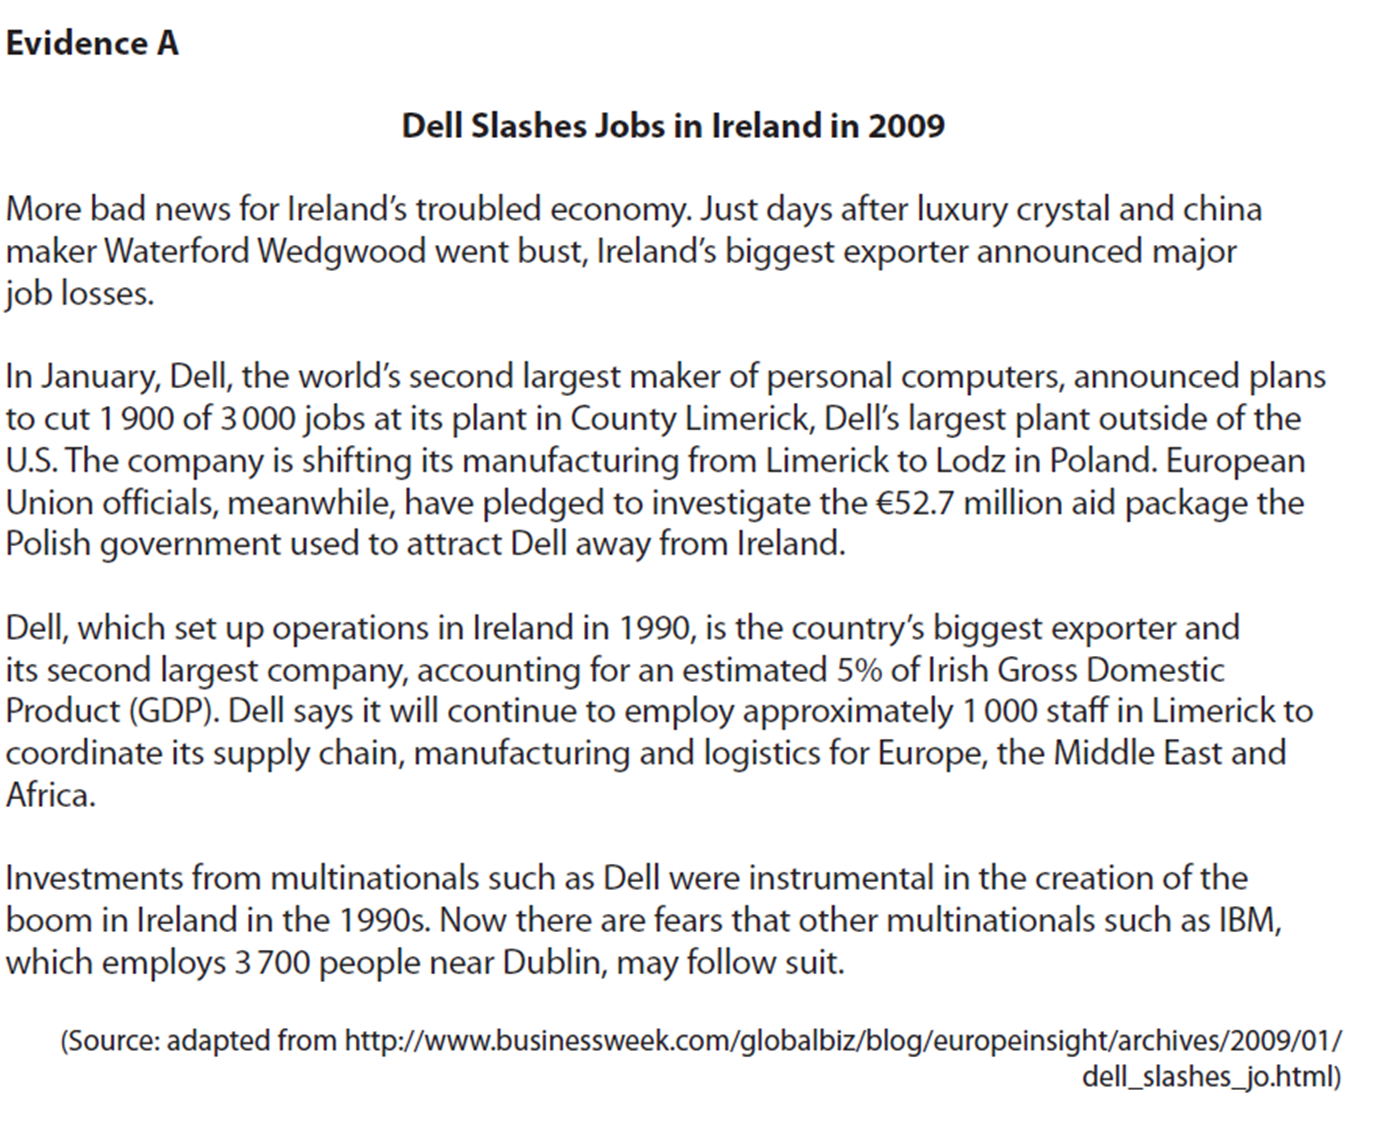 Evidence A
Dell Slashes Jobs in Ireland in 2009
More bad news for Ireland’s troubled economy. Just days after luxury crystal and china
maker Waterford Wedgwood went bust, Ireland’s biggest exporter announced major
job losses.
In January, Dell, the world’s second largest maker of personal computers, announced plans
to cut 1 900 of 3 000 jobs at its plant in County Limerick, Dell’s largest plant outside of the
U.S. The company is shifting its manufacturing from Limerick to Lodz in Poland. European
Union officials, meanwhile, have pledged to investigate the €52.7 million aid package the
Polish government used to attract Dell away from Ireland.
Dell, which set up operations in Ireland in 1990, is the country’s biggest exporter and
its second largest company, accounting for an estimated 5% of Irish Gross Domestic
Product (GDP). Dell says it will continue to employ approximately 1 000 staff in Limerick to
coordinate its supply chain, manufacturing and logistics for Europe, the Middle East and
Africa.
Investments from multinationals such as Dell were instrumental in the creation of the
boom in Ireland in the 1990s. Now there are fears that other multinationals such as IBM,
which employs 3 700 people near Dublin, may follow suit.
(Source: adapted from http://www.businessweek.com/globalbiz/blog/europeinsight/archives/2009/01/
dell_slashes_jo.html)